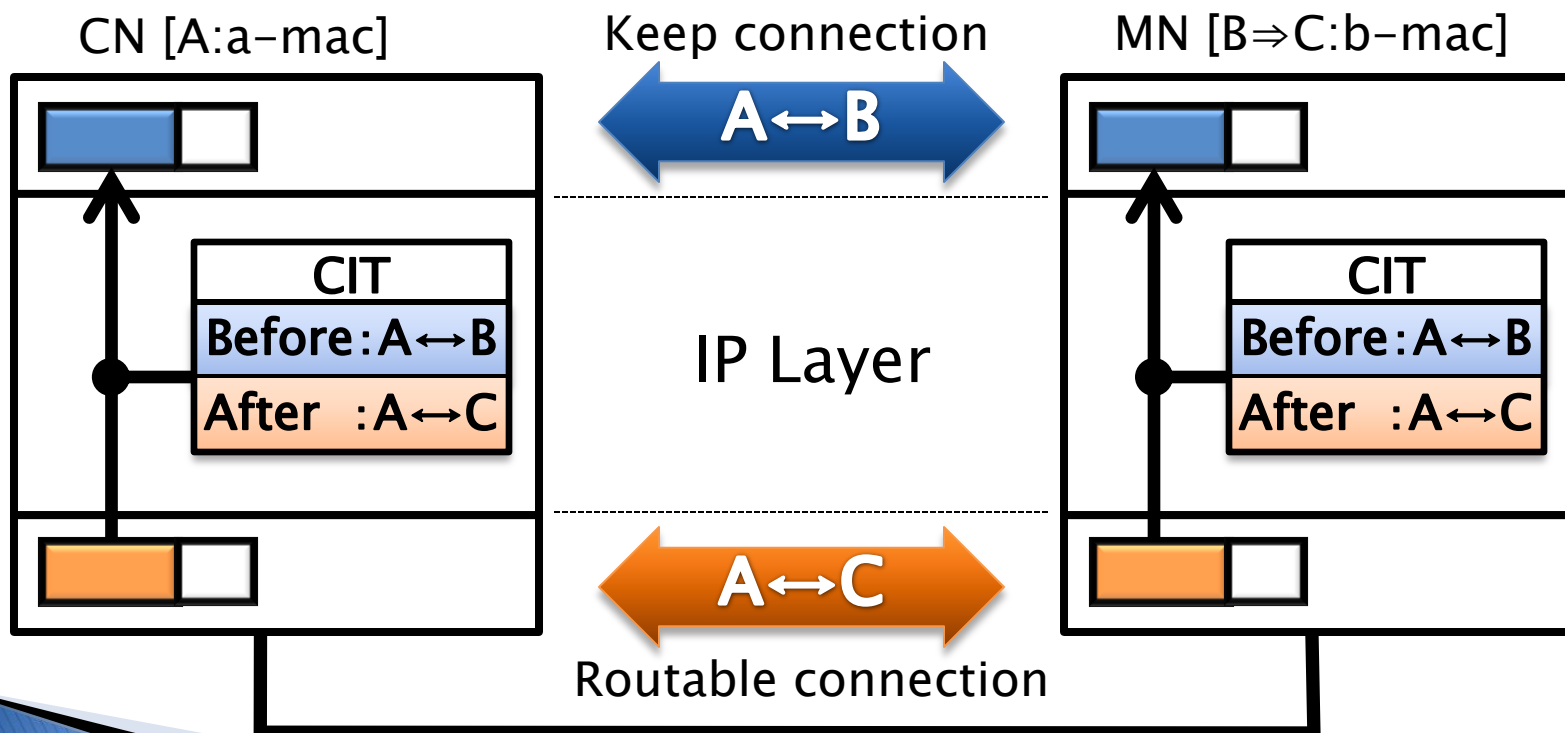 CN [A:a-mac]
Keep connection
MN [B⇒C:b-mac]
A↔B
CIT
Before:A↔B
After :A↔C
IP Layer
CIT
Before:A↔B
After :A↔C
A↔C
Routable connection